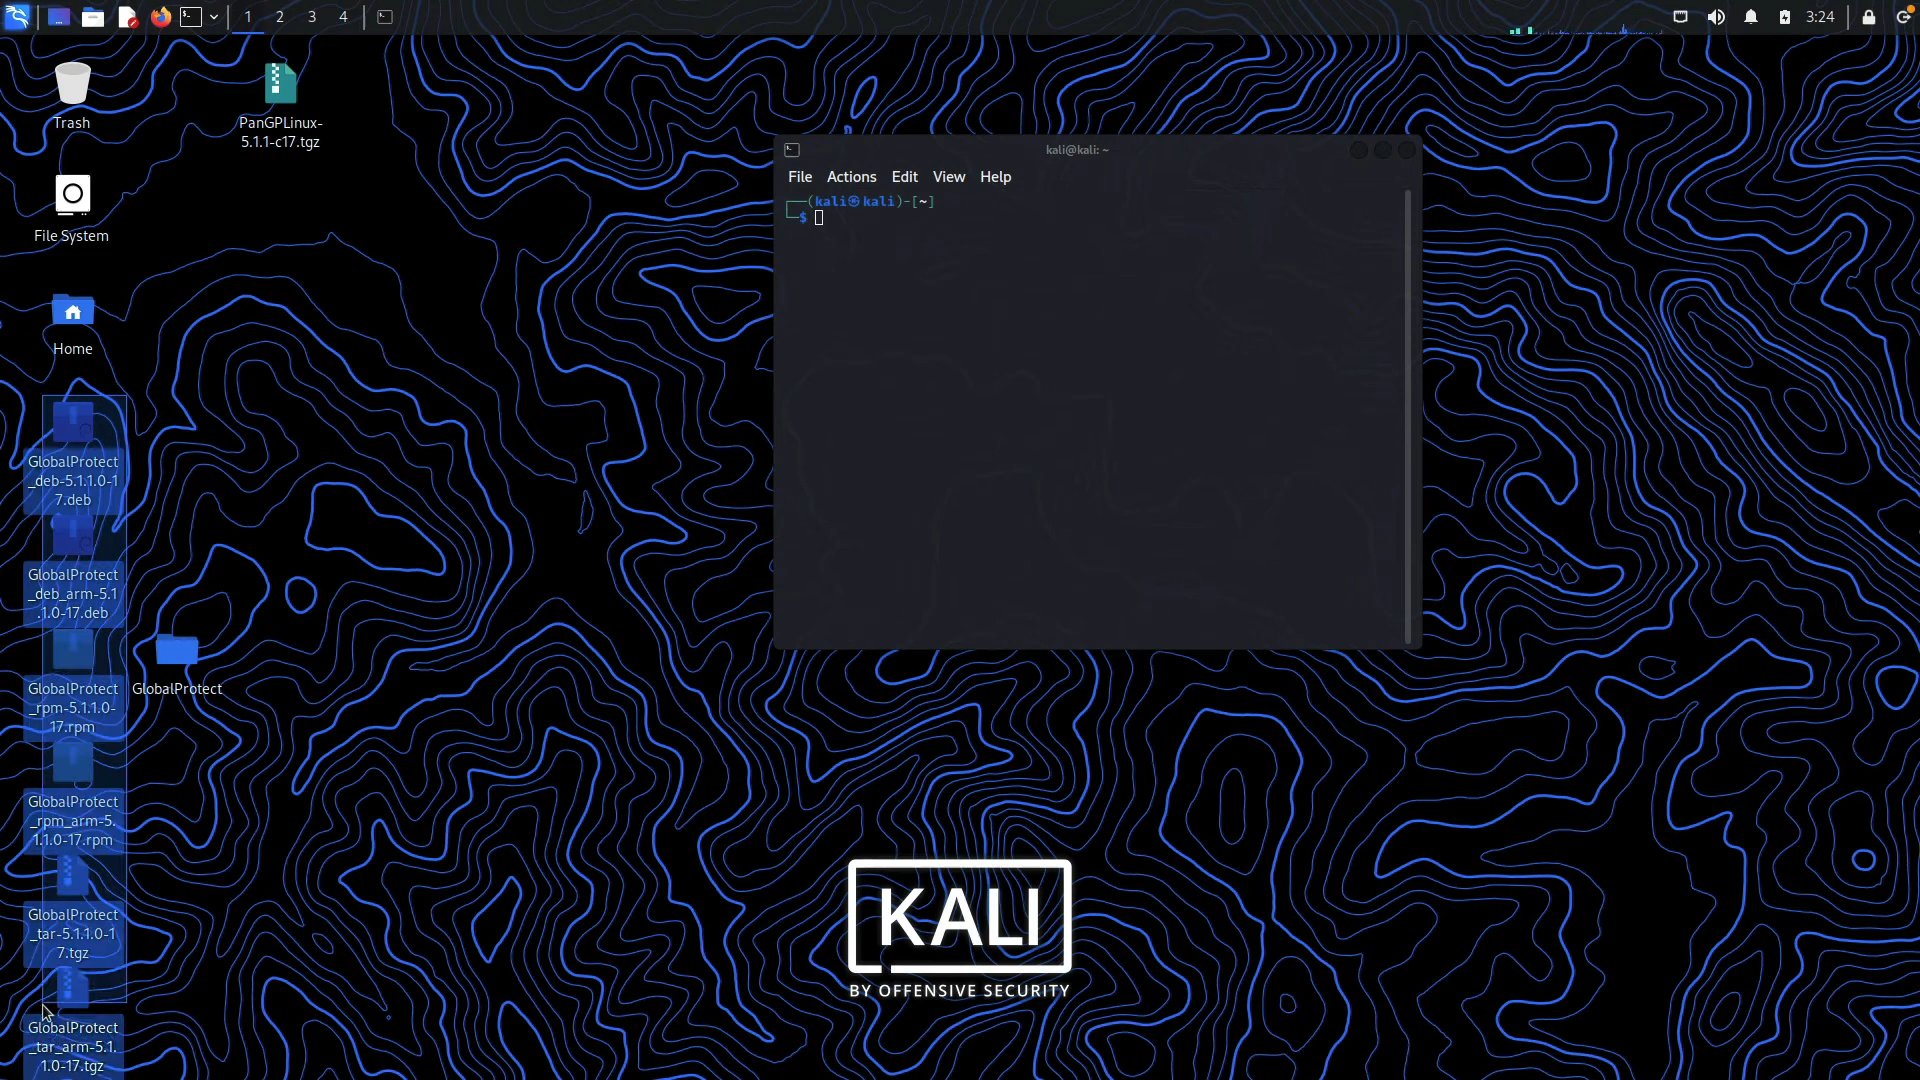 1 2 3 4
3:24
Trash
PanGPLinux-
5.1.1-c17.tgz
File System
Home
GlobalProtect
_deb-5.1.1.0-1
7.deb
GlobalProtect
_deb_arm-5.1
.1.0-17.deb
GlobalProtect
_rpm-5.1.1.0-
17.rpm
GlobalProtect
GlobalProtect
_rpm_arm-5.
1.1.0-17.rpm
GlobalProtect
_tar-5.1.1.0-1
7.tgz
GlobalProtect
_tar_arm-5.1.
1.0-17.tgz
kali@kali: ~
File Actions Edit View Help
┌──(kali㉿kali)-[~]
└─$
KALI
BY OFFENSIVE SECURITY